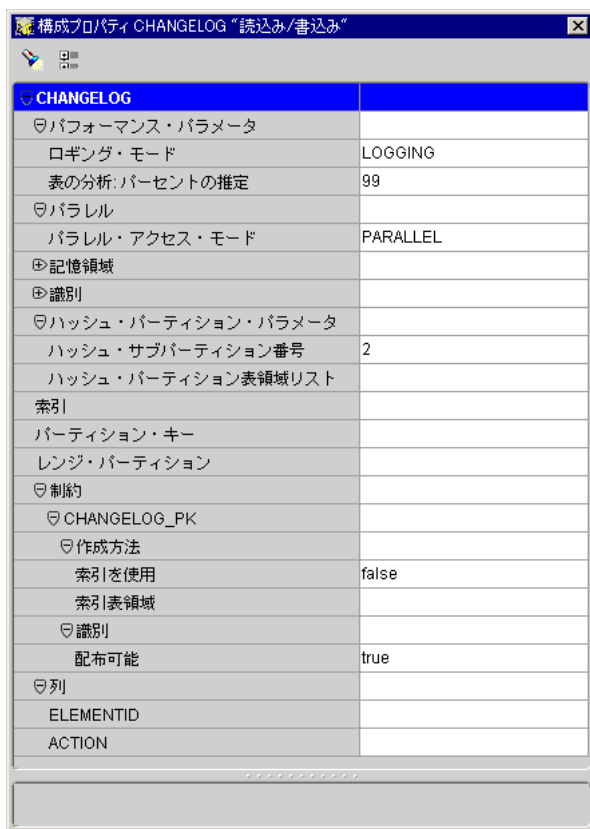 構成プロパティ CHANGELOG “読込み/書込み“
CHANGELOG
パフォーマンス・パラメータ
ロギング・モード LOGGING
表の分析: パーセントの推定 99
パラレル
パラレル・アクセス・モード PARALLEL
記憶領域
識別
ハッシュ・パーティション・パラメータ
ハッシュ・サブパーティション番号 2
ハッシュ・パーティション表領域リスト
索引
パーティション・キー
レンジ・パーティション
制約
CHANGELOG_PK
作成方法
索引を使用 false
索引表領域
識別
配布可能 true
列
ELEMENTID
ACTION